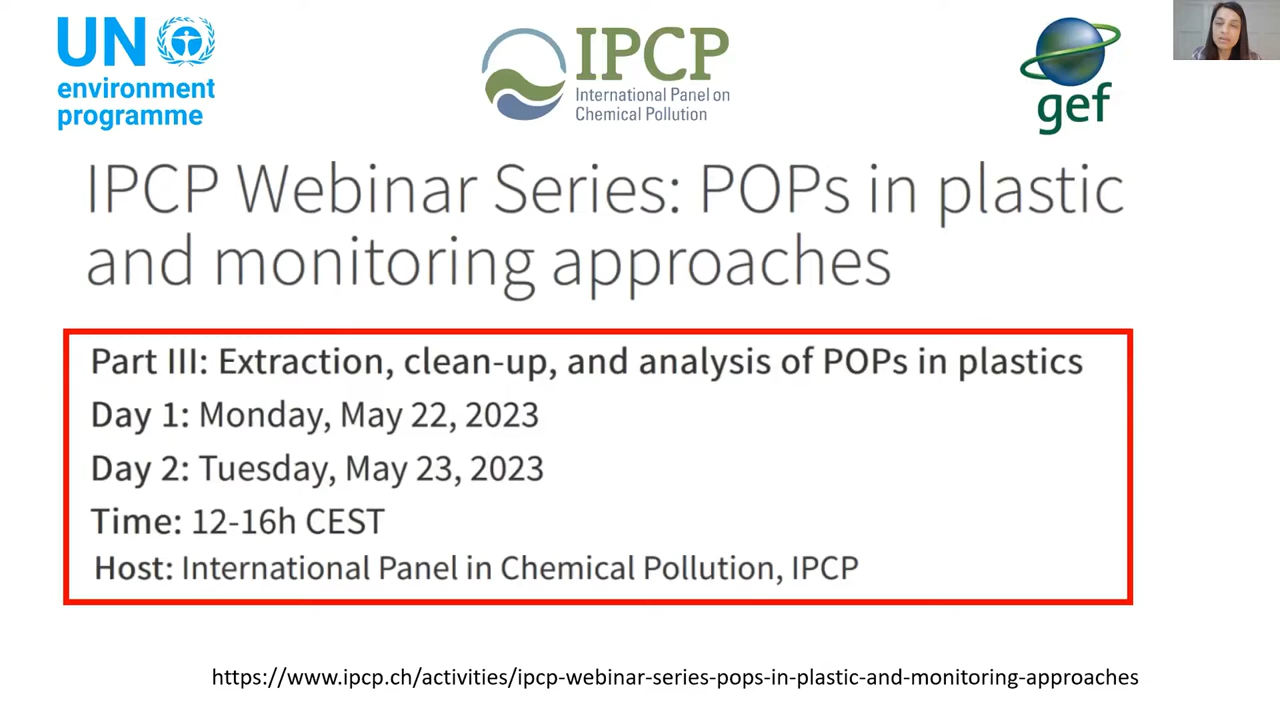 UN
environment
programme
IPCP
International Panel on
Chemical Pollution
gef
IPCP Webinar Series: POPs in plastic
and monitoring approaches
Part III: Extraction, clean-up, and analysis of POPs in plastics
Day 1: Monday, May 22, 2023
Day 2: Tuesday, May 23, 2023
Time: 12-16h CEST
Host: International Panel in Chemical Pollution, IPCP
https://www.ipcp.ch/activities/ipcp-webinar-series-pops-in-plastic-and-monitoring-approaches